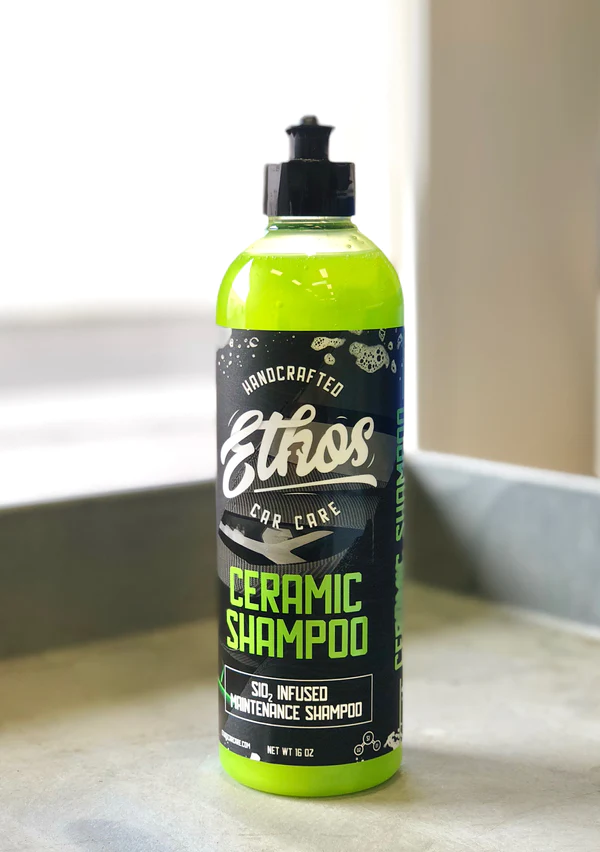 HANDCRAFTED
Ethos
CAR CARE
CERAMIC
SHAMPOO
SiO₂ INFUSED
MAINTENANCE SHAMPOO
NET WT 16 OZ
CERAMIC SHAMPOO